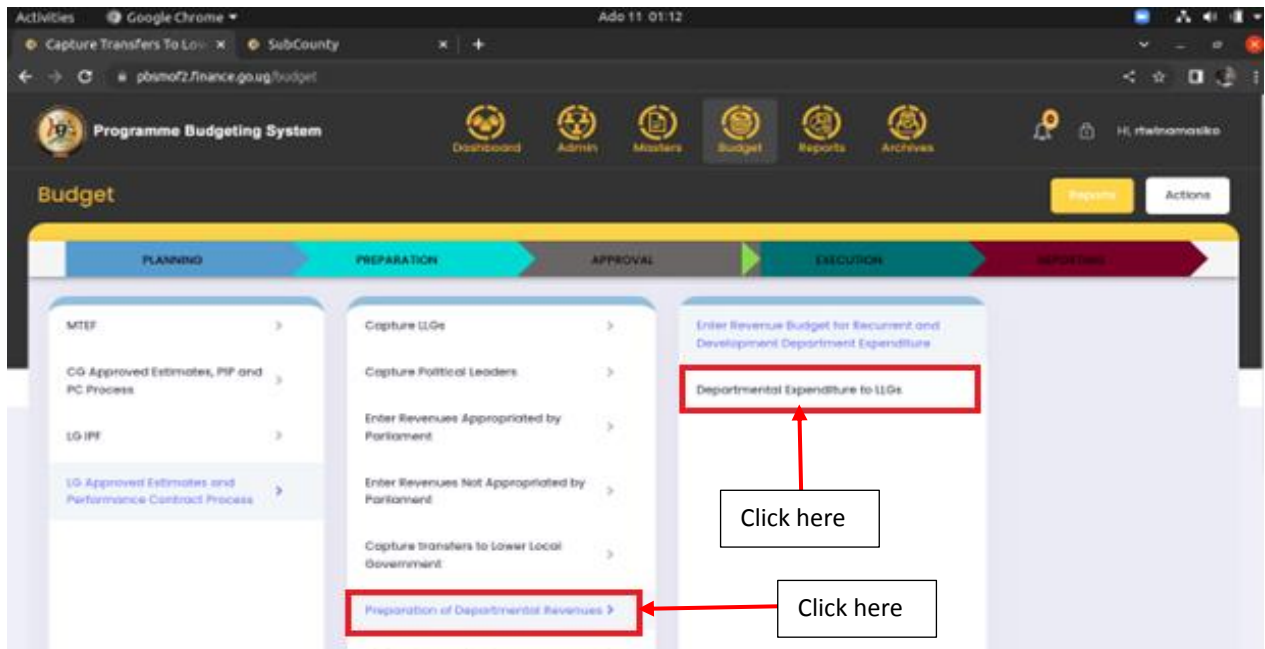 Activities Google Chrome Ado 11 01:12
Capture Transfers To Lo SubCounty
pbsmof2.finance.go.ug/budget
Programme Budgeting System
Dashboard Admin Masters Budget Reports Archives
Hi, rtwinamasiko
Budget
Reports Actions
PLANNING PREPARATION APPROVAL EXECUTION REPORTING
MTEF
CG Approved Estimates, PIP and
PC Process
LG IPF
LG Approved Estimates and
Performance Contract Process
Capture LLGs
Capture Political Leaders
Enter Revenues Appropriated by
Parliament
Enter Revenues Not Appropriated by
Parliament
Capture transfers to Lower Local
Government
Preparation of Departmental Revenues
Enter Revenue Budget for Recurrent and
Development Department Expenditure
Departmental Expenditure to LLGs
Click here
Click here